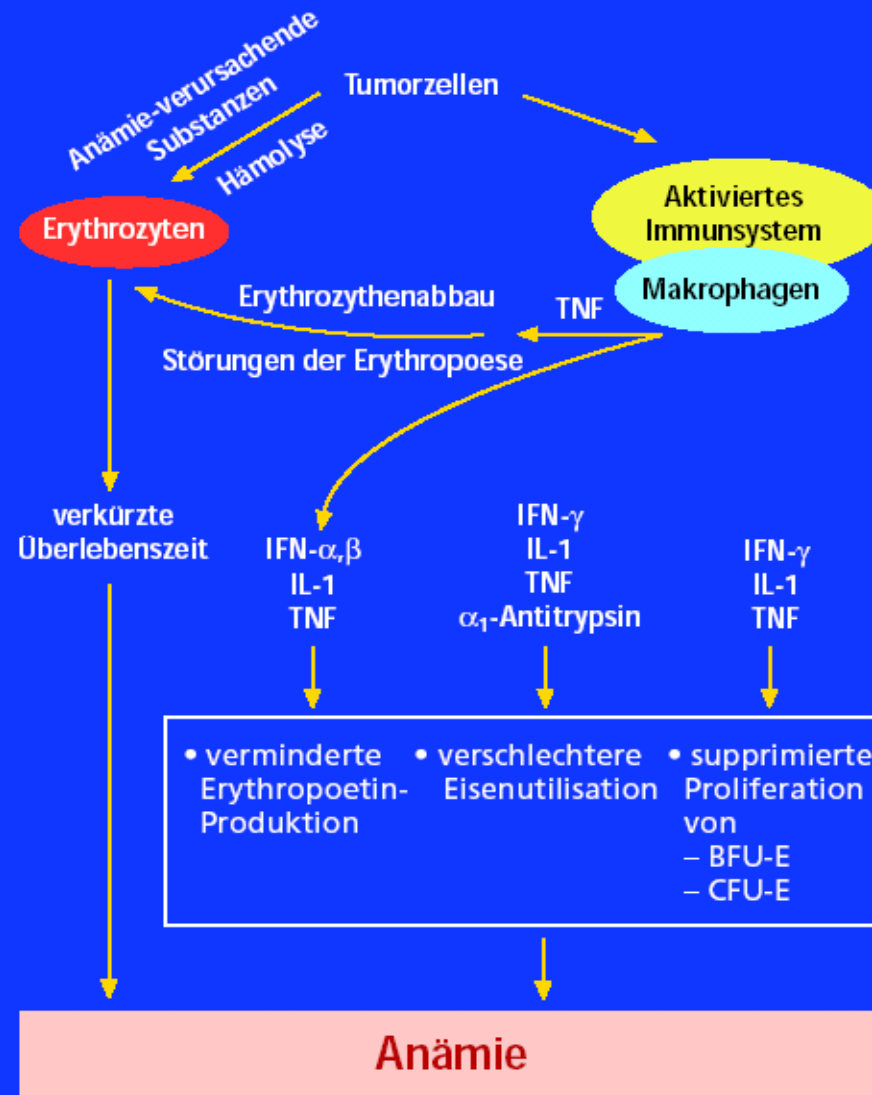 Tumorzellen
Anämie-verursachende
Substanzen
Hämolyse
Erythrozyten
Aktiviertes
Immunsystem
Makrophagen
Erythrozythenabbau
TNF
Störungen der Erythropoese
verkürzte
Überlebenszeit
IFN-α,β
IL-1
TNF
IFN-γ
IL-1
TNF
α₁-Antitrypsin
IFN-γ
IL-1
TNF
• verminderte
Erythropoetin-
Produktion
• verschlechtere
Eisenutilisation
• supprimierte
Proliferation
von
– BFU-E
– CFU-E
Anämie